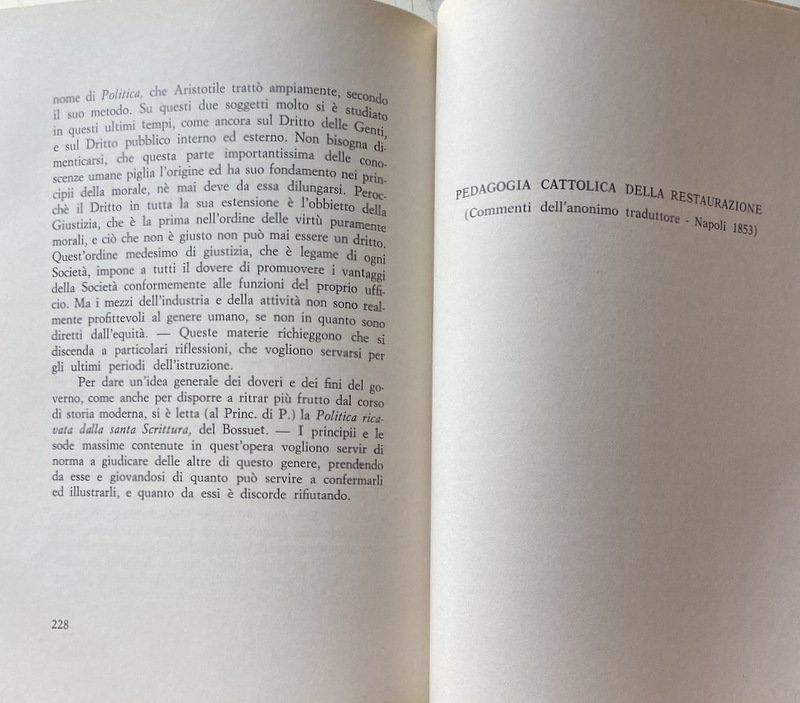 nome di Politica, che Aristotile trattò ampiamente, secondo
il suo metodo. Su questi due soggetti molto si è studiato
in questi ultimi tempi, come ancora sul Dritto delle Genti,
e sul Dritto pubblico interno ed esterno. Non bisogna di-
menticarsi, che questa parte importantissima delle cono-
scenze umane piglia l'origine ed ha suo fondamento nei prin-
cipii della morale, nè mai deve da essa dilungarsi. Peroc-
chè il Dritto in tutta la sua estensione è l'obbietto della
Giustizia, che è la prima nell'ordine delle virtù puramente
morali, e ciò che non è giusto non può mai essere un dritto.
Quest'ordine medesimo di giustizia, che è legame di ogni
Società, impone a tutti il dovere di promuovere i vantaggi
della Società conformemente alle funzioni del proprio uffi-
cio. Ma i mezzi dell'industria e della attività non sono real-
mente profittevoli al genere umano, se non in quanto sono
diretti dall'equità. — Queste materie richieggono che si
discenda a particolari riflessioni, che vogliono servarsi per
gli ultimi periodi dell'istruzione.
Per dare un'idea generale dei doveri e dei fini del go-
verno, come anche per disporre a ritrar più frutto dal corso
di storia moderna, si è letta (al Princ. di P.) la Politica rica-
vata dalla santa Scrittura, del Bossuet. — I principii e le
sode massime contenute in quest'opera vogliono servir di
norma a giudicare delle altre di questo genere, prendendo
da esse e giovandosi di quanto può servire a confermarli
ed illustrarli, e quanto da essi è discorde rifiutando.
228
PEDAGOGIA CATTOLICA DELLA RESTAURAZIONE
(Commenti dell'anonimo traduttore - Napoli 1853)